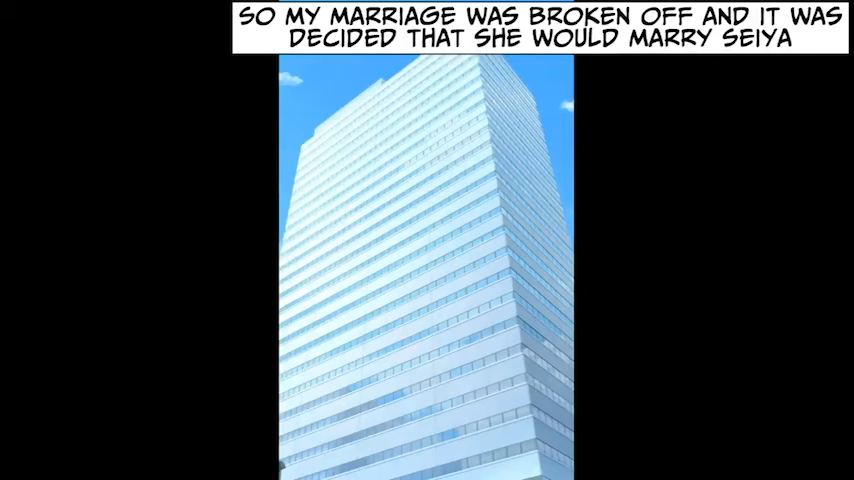 SO MY MARRIAGE WAS BROKEN OFF AND IT WAS
DECIDED THAT SHE WOULD MARRY SEIYA